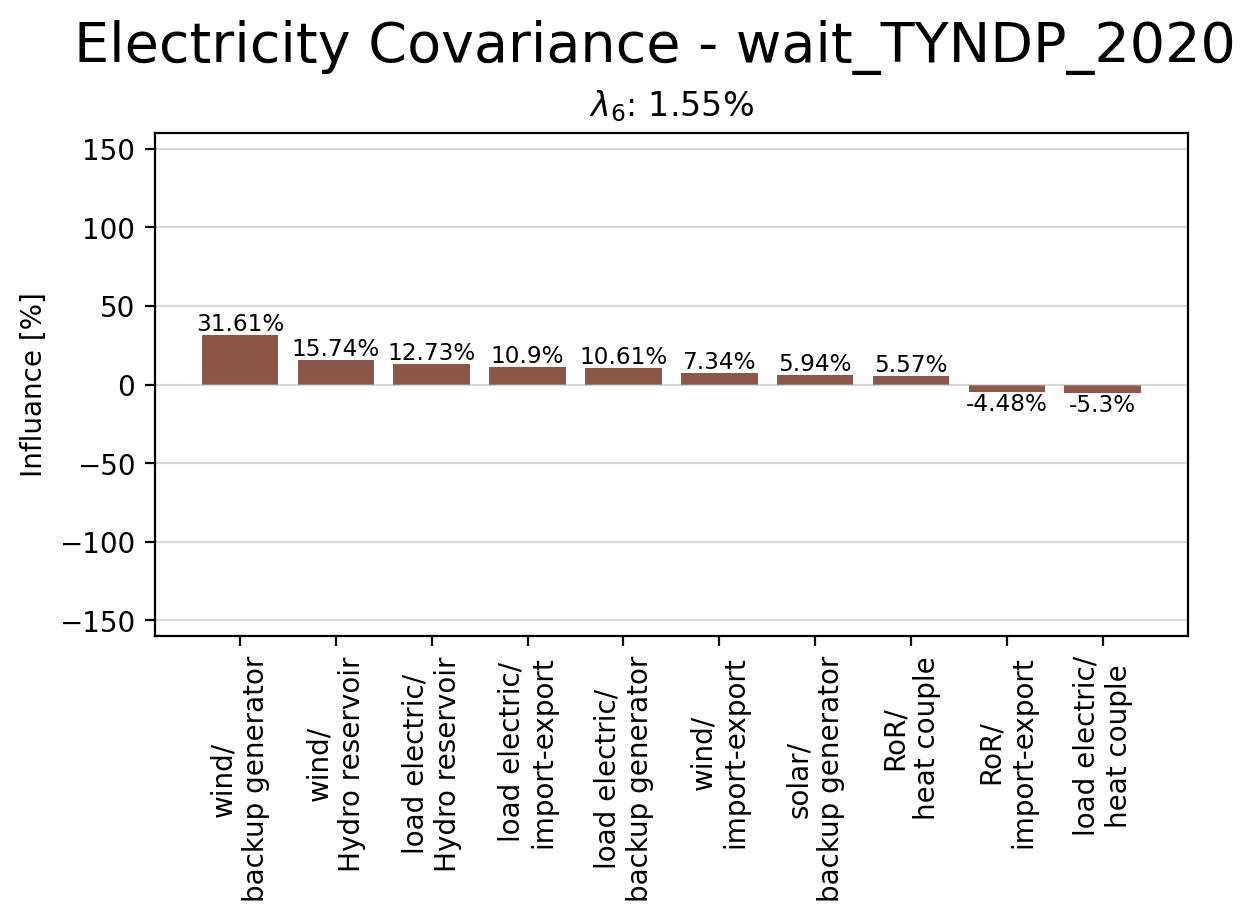 Electricity Covariance - wait_TYNDP_2020
λ6: 1.55%
Influance [%]
150
100
50
0
−50
−100
−150
31.61%
15.74%
12.73%
10.9%
10.61%
7.34%
5.94%
5.57%
-4.48%
-5.3%
wind/
backup generator
wind/
Hydro reservoir
load electric/
Hydro reservoir
load electric/
import-export
load electric/
backup generator
wind/
import-export
solar/
backup generator
RoR/
heat couple
RoR/
import-export
load electric/
heat couple